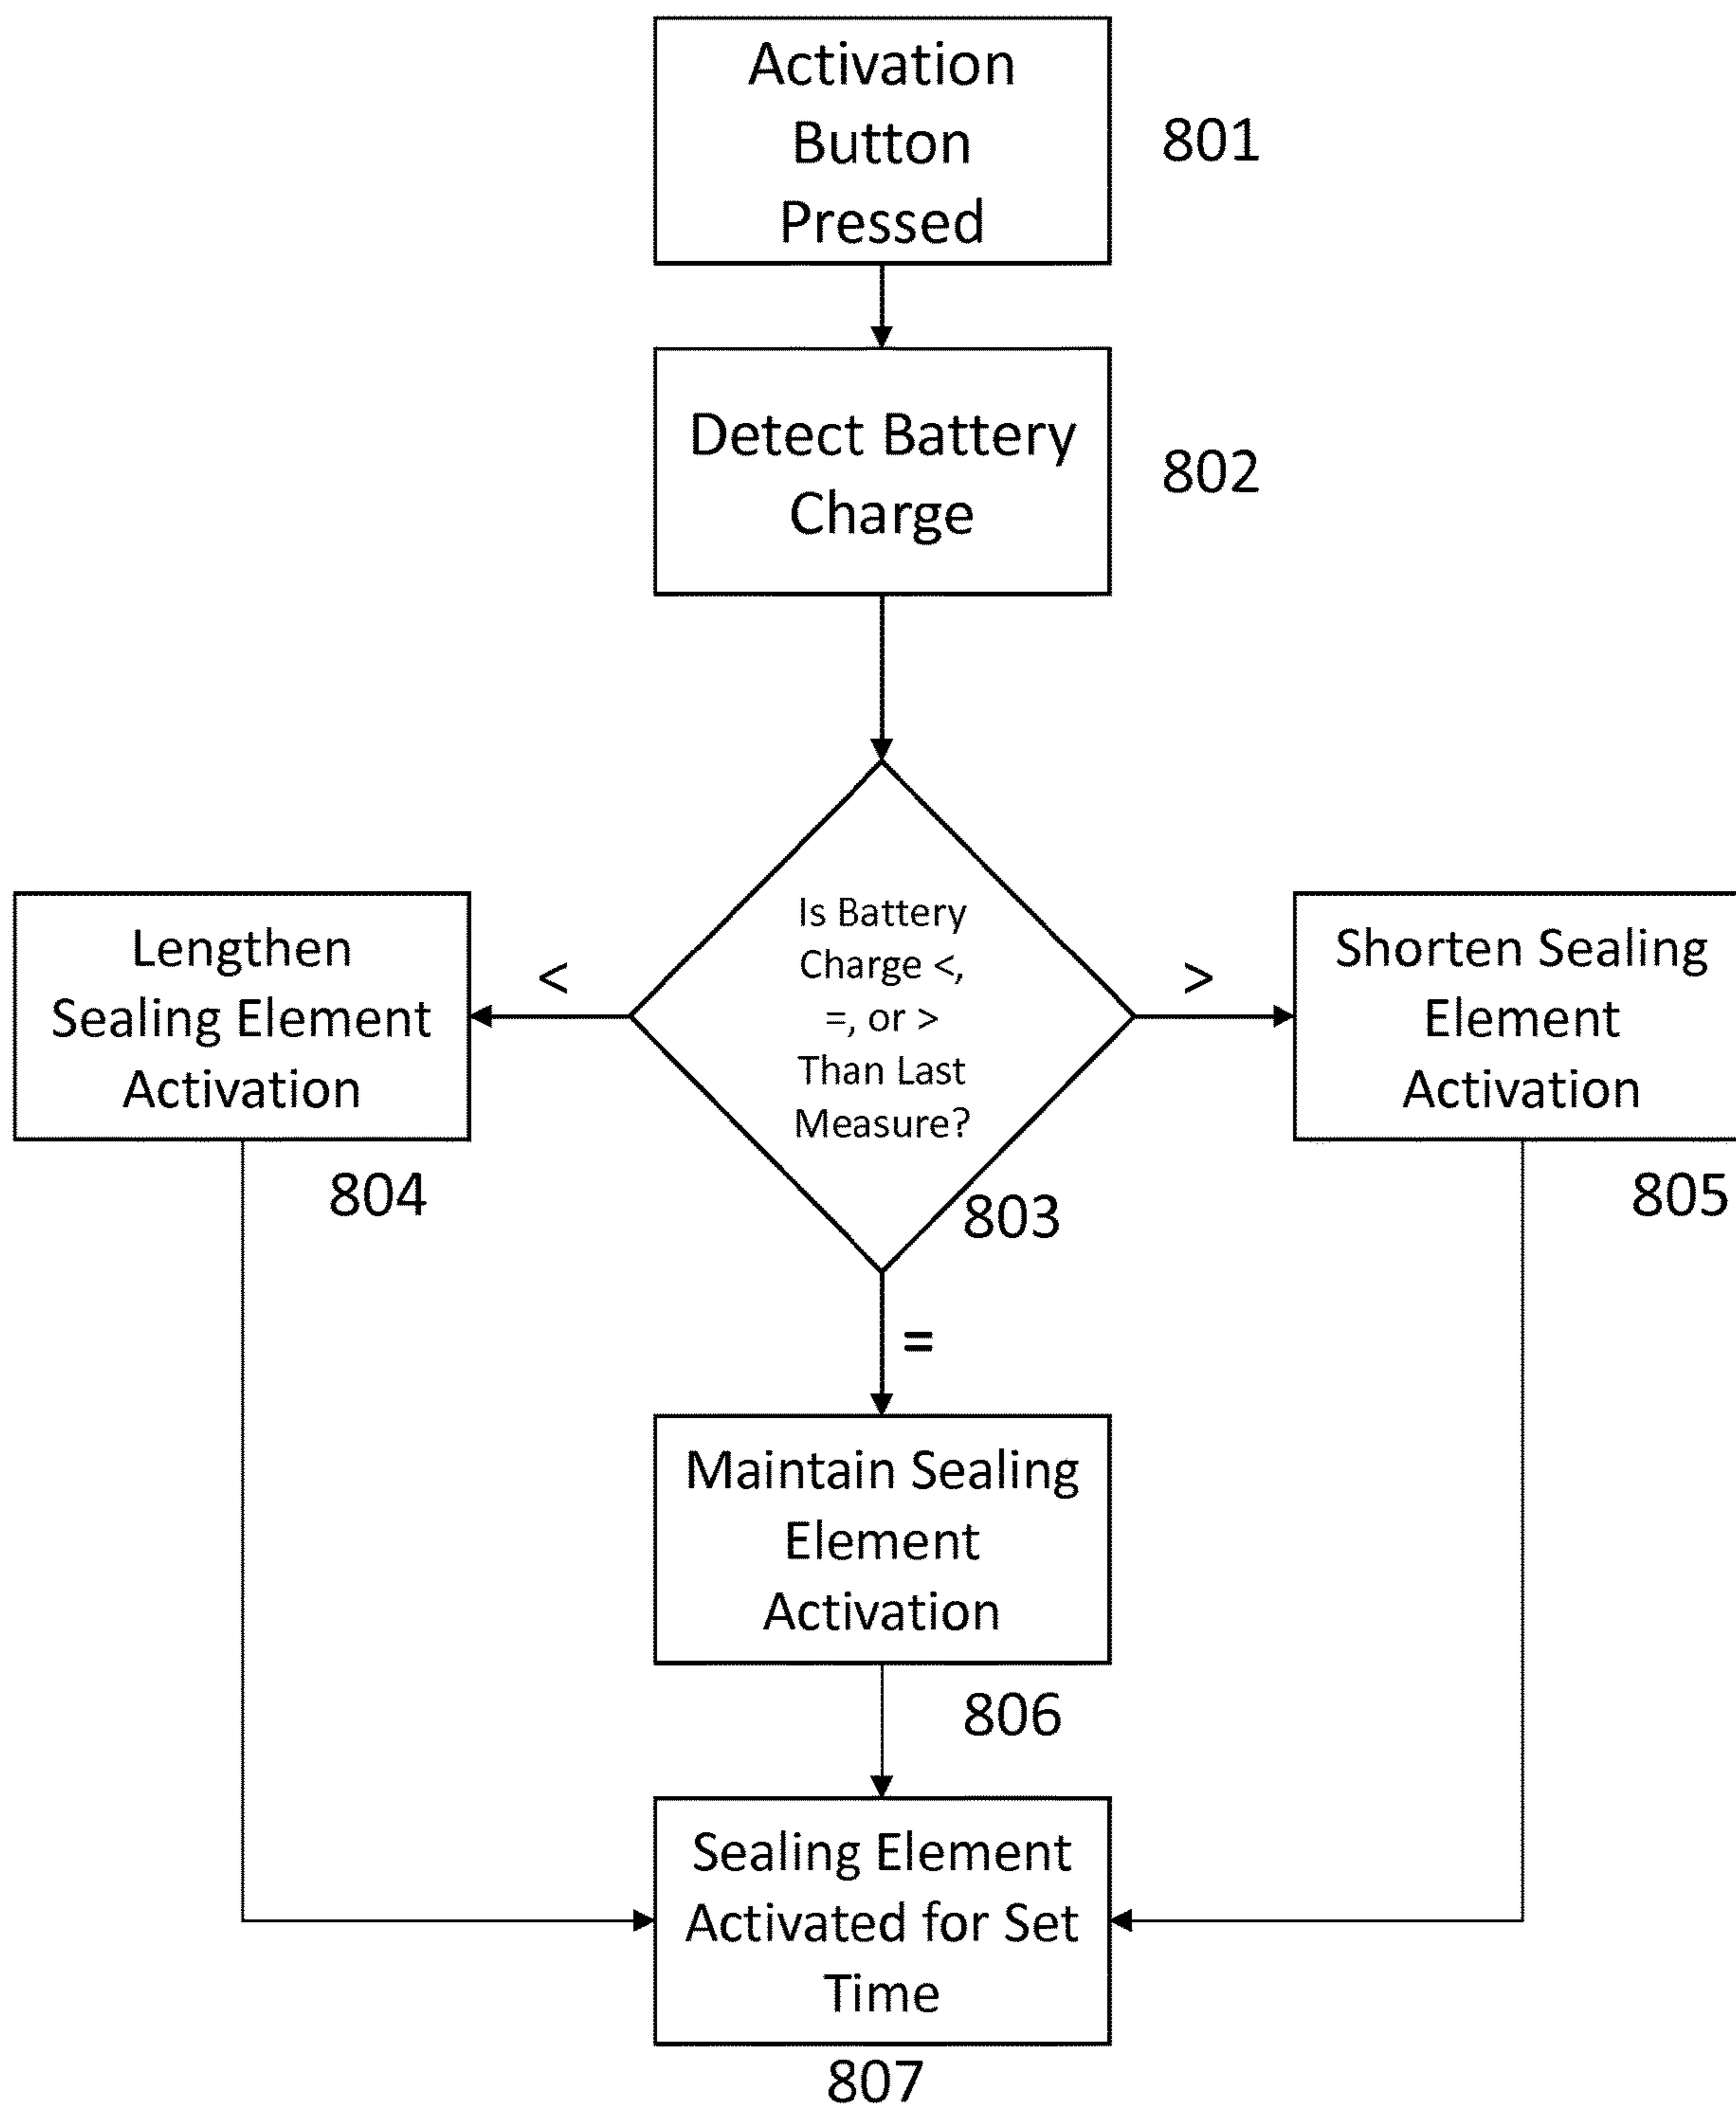 Activation
Button
Pressed
801
Detect Battery
Charge
802
Is Battery
Charge <,
=, or >
Than Last
Measure?
803
<
Lengthen
Sealing Element
Activation
804
>
Shorten Sealing
Element
Activation
805
=
Maintain Sealing
Element
Activation
806
Sealing Element
Activated for Set
Time
807